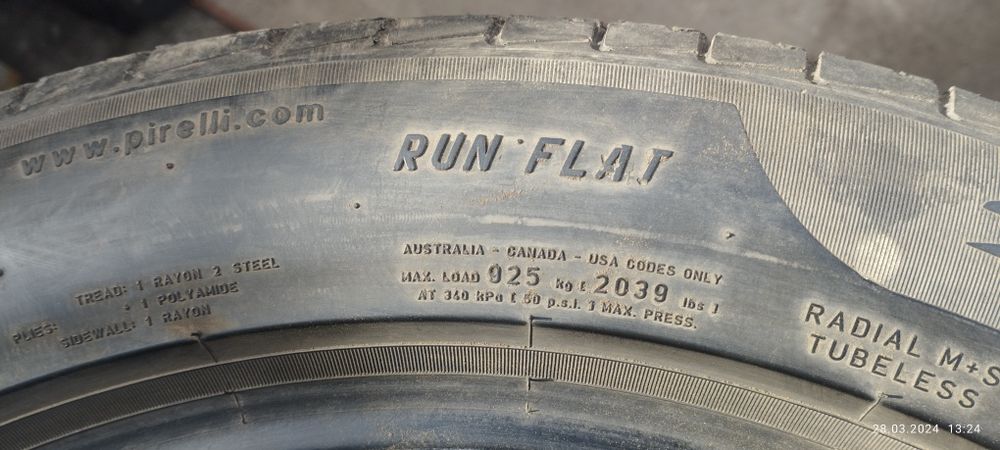 www.pirelli.com
RUN FLAT
AUSTRALIA - CANADA - USA CODES ONLY
MAX. LOAD 925 kg [ 2039 lbs ]
AT 340 kPa [ 50 p.s.i. ] MAX. PRESS.
TREAD: 1 RAYON 2 STEEL
PLIES: 1 POLYAMIDE
SIDEWALL: 1 RAYON
RADIAL M+S
TUBELESS
28.03.2024 13:24